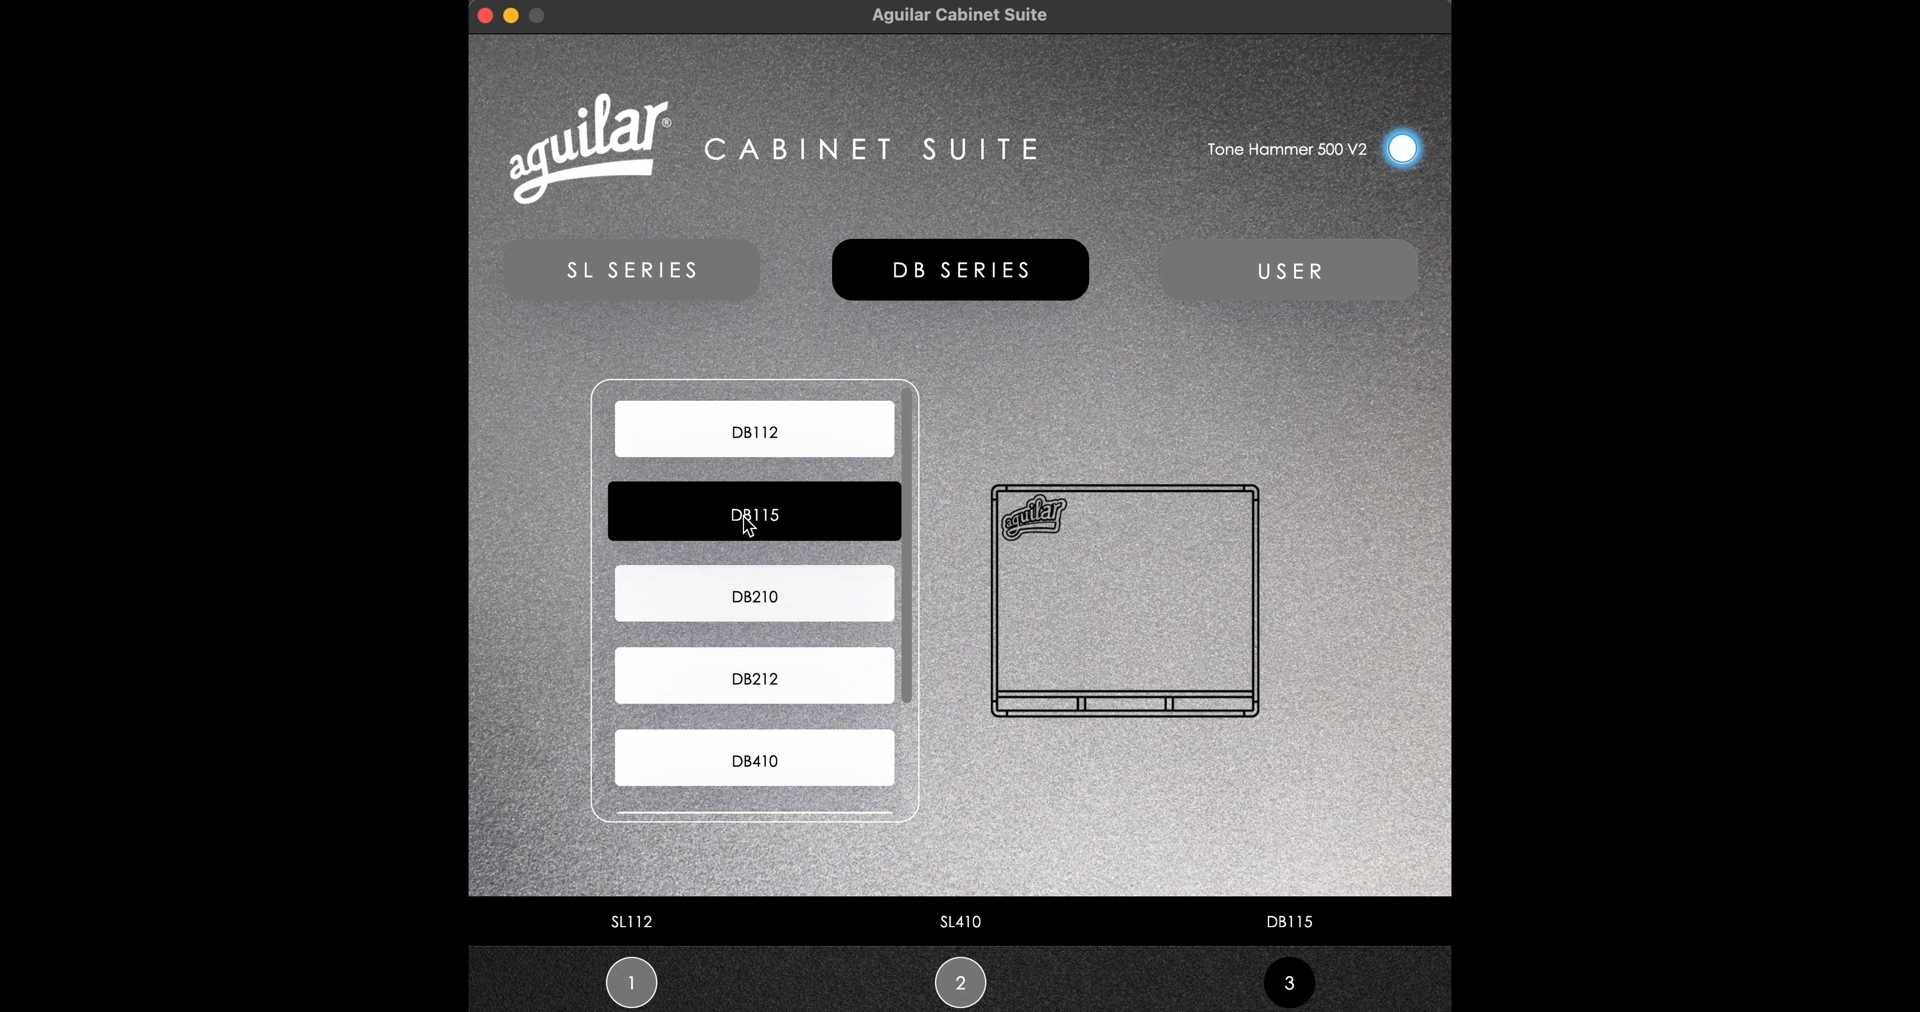 Aguilar Cabinet Suite
aguilar®
CABINET SUITE
Tone Hammer 500 V2
SL SERIES
DB SERIES
USER
DB112
DB115
DB210
DB212
DB410
aguilar
SL112
SL410
DB115
1
2
3